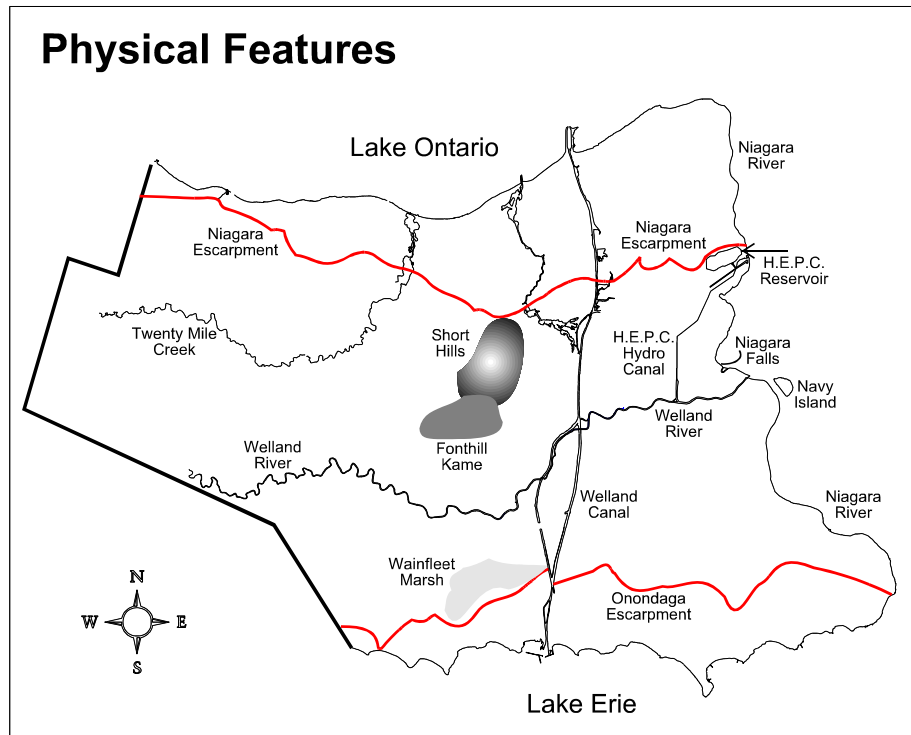 Physical Features
Lake Ontario
Niagara
River
Niagara
Escarpment
Niagara
Escarpment
H.E.P.C.
Reservoir
Twenty Mile
Creek
Short
Hills
H.E.P.C.
Hydro
Canal
Niagara
Falls
Navy
Island
Welland
River
Fonthill
Kame
Welland
River
Welland
Canal
Niagara
River
Wainfleet
Marsh
Onondaga
Escarpment
N
W
E
S
Lake Erie